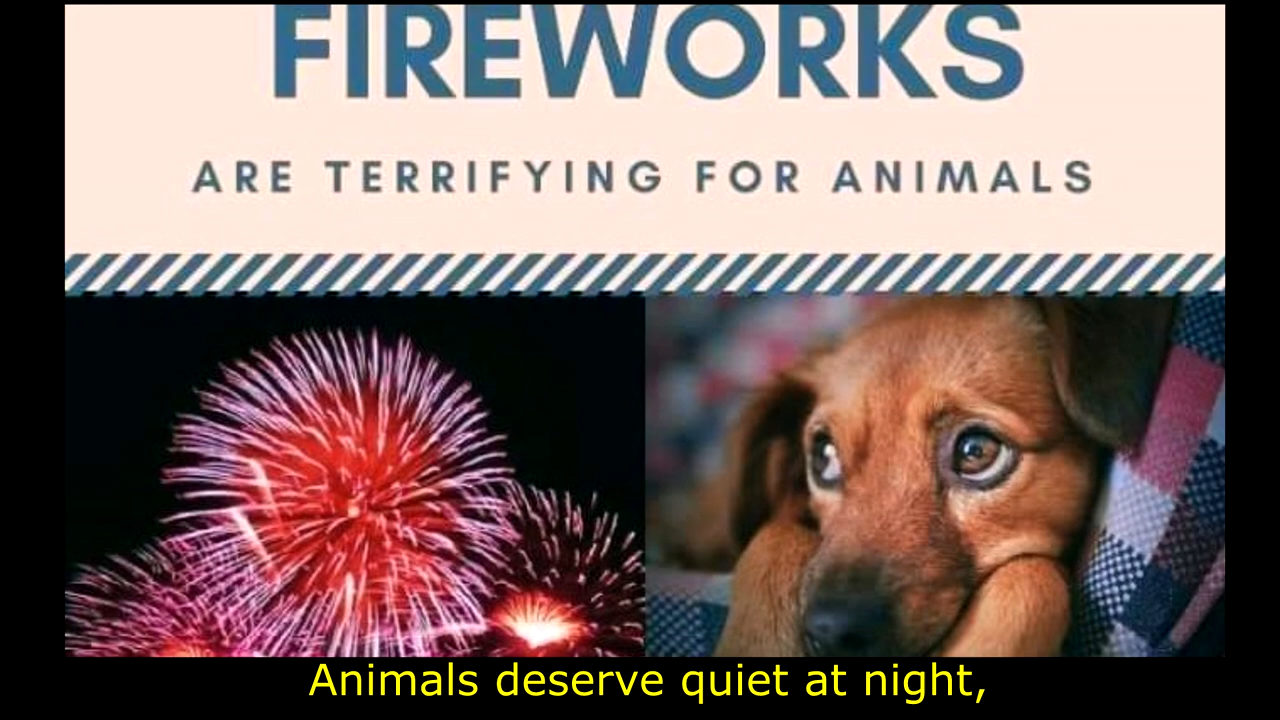 FIREWORKS
ARE TERRIFYING FOR ANIMALS
Animals deserve quiet at night,